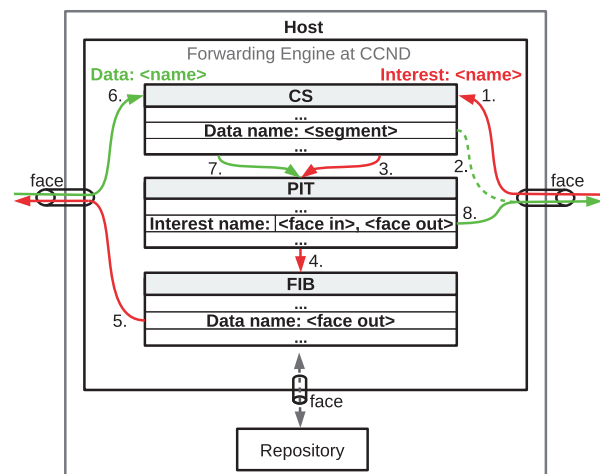 Host
Forwarding Engine at CCND
Data: <name> Interest: <name>
6. CS 1.
...
Data name: <segment>
...
7. 3. 2.
face face
PIT
...
Interest name: <face in>, <face out> 8.
...
4.
FIB
...
5. Data name: <face out>
...
face
Repository